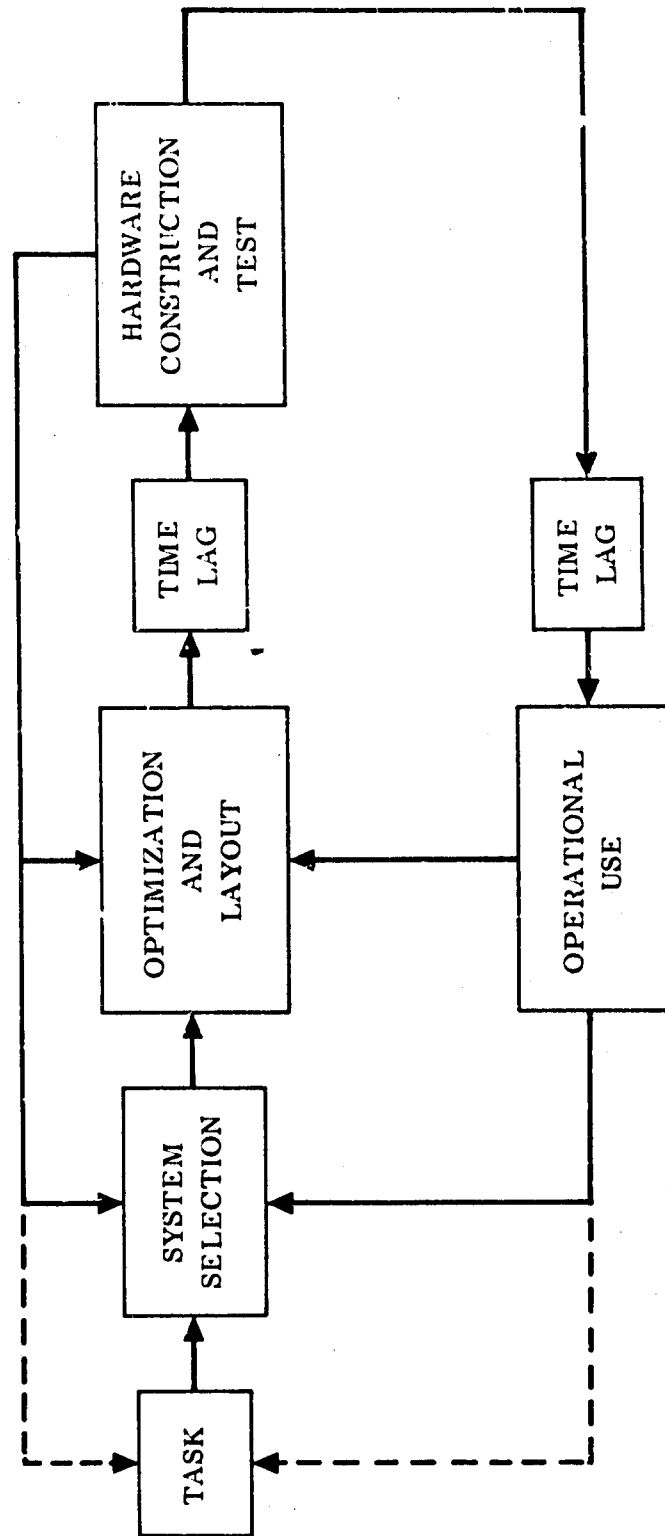 TASK
SYSTEM
SELECTION
OPTIMIZATION
AND
LAYOUT
TIME
LAG
HARDWARE
CONSTRUCTION
AND
TEST
OPERATIONAL
USE
TIME
LAG